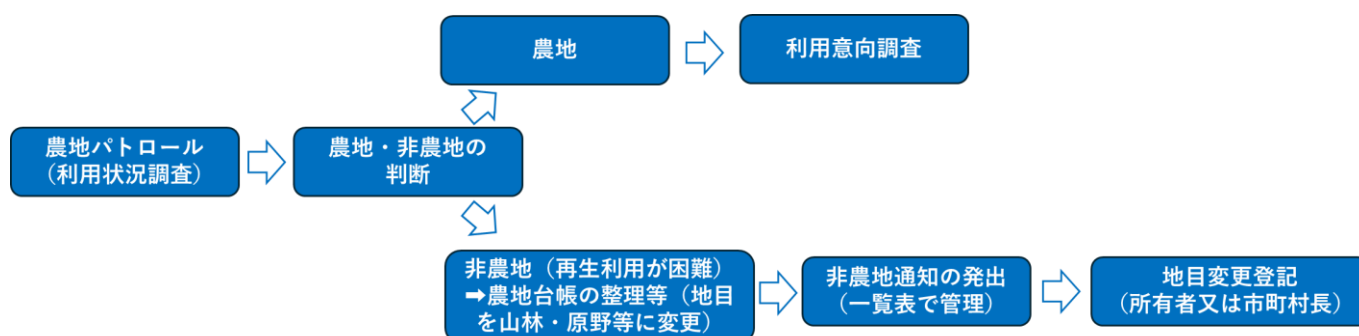 農地
利用意向調査
農地パトロール
（利用状況調査）
農地・非農地の
判断
非農地（再生利用が困難）
➡農地台帳の整理等（地目
を山林・原野等に変更）
非農地通知の発出
（一覧表で管理）
地目変更登記
（所有者又は市町村長）